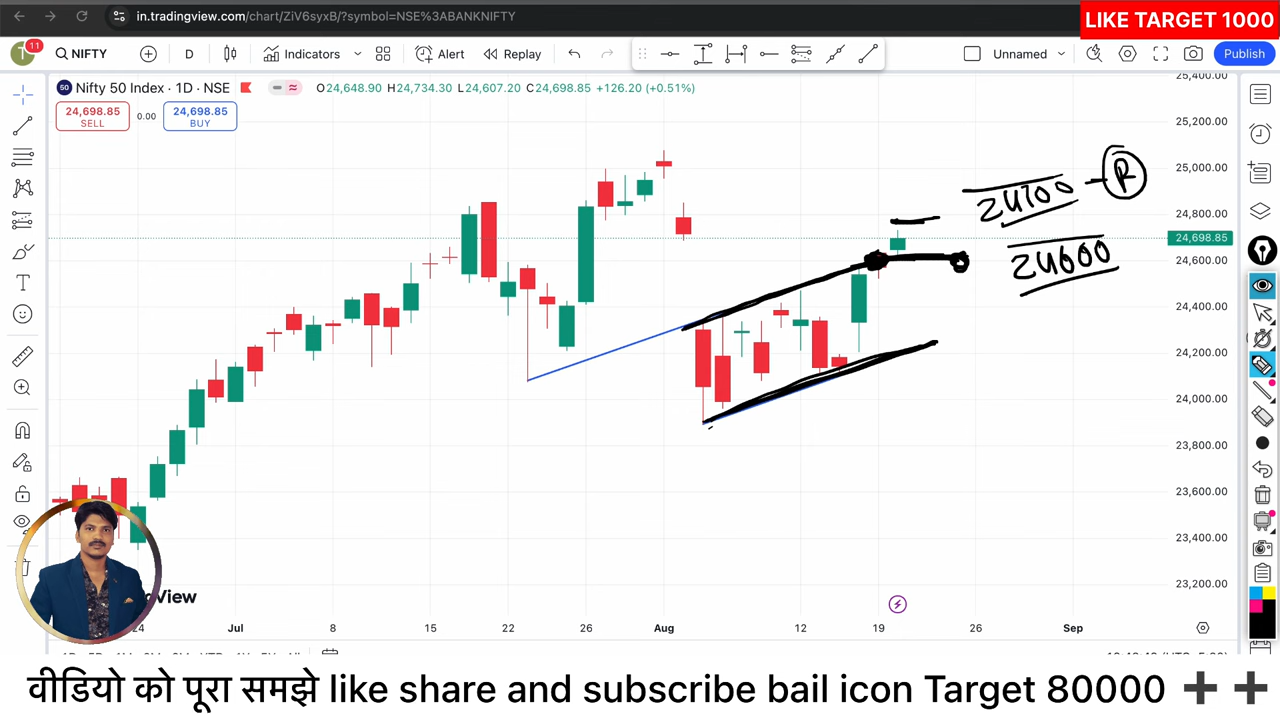 in.tradingview.com/chart/ZiV6syxB/?symbol=NSE%3ABANKNIFTY
LIKE TARGET 1000
T 11 NIFTY D Indicators Alert Replay Unnamed Publish
50 Nifty 50 Index · 1D · NSE O24,648.90 H24,734.30 L24,607.20 C24,698.85 +126.20 (+0.51%)
24,698.85 0.00 24,698.85
SELL BUY
25,400.00
25,200.00
25,000.00
24,800.00
24,698.85
24,600.00
24,400.00
24,200.00
24,000.00
23,800.00
23,600.00
23,400.00
23,200.00
24700 - R
24600
View
24 Jul 8 15 22 26 Aug 12 19 26 Sep
वीडियो को पूरा समझे like share and subscribe bail icon Target 80000 ➕➕